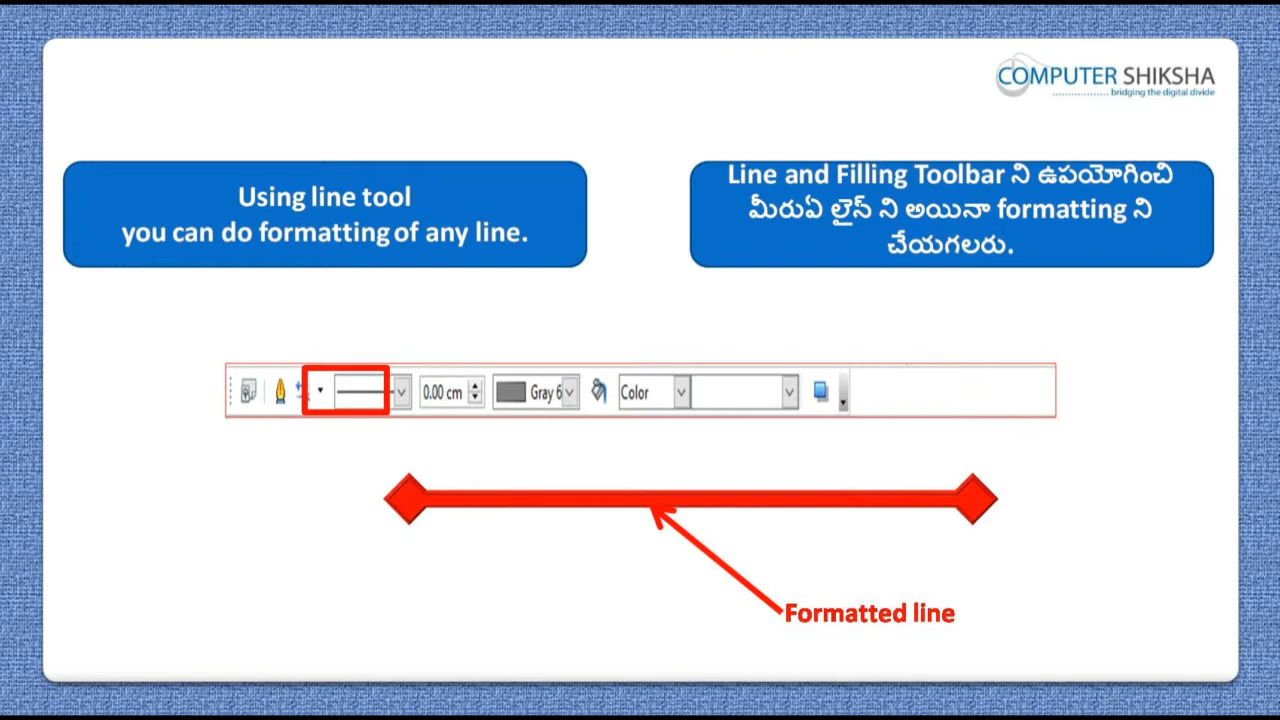 COMPUTER SHIKSHA
bridging the digital divide
Using line tool
you can do formatting of any line.
Line and Filling Toolbar ని ఉపయోగించి
మీరుఏ లైన్ ని అయినా formatting ని
చేయగలరు.
0.00 cm
Gray 6
Color
Formatted line